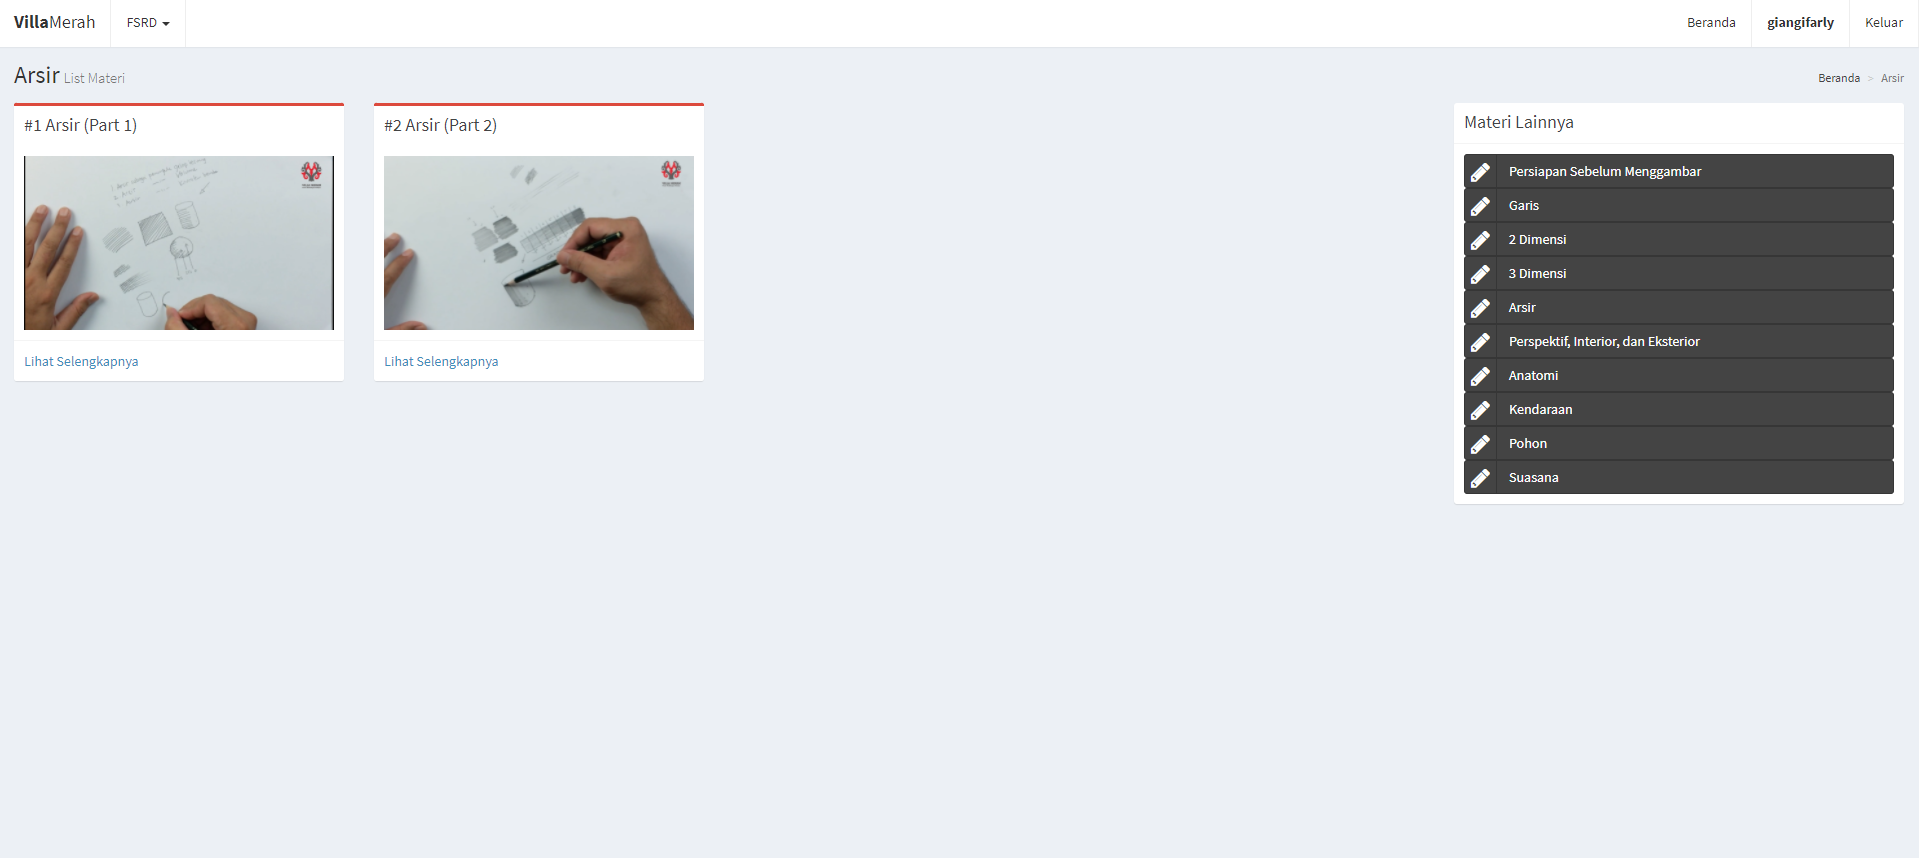 VillaMerah
FSRD
Beranda
giangifarly
Keluar
Arsir List Materi
Beranda > Arsir
#1 Arsir (Part 1)
Lihat Selengkapnya
#2 Arsir (Part 2)
Lihat Selengkapnya
Materi Lainnya
Persiapan Sebelum Menggambar
Garis
2 Dimensi
3 Dimensi
Arsir
Perspektif, Interior, dan Eksterior
Anatomi
Kendaraan
Pohon
Suasana